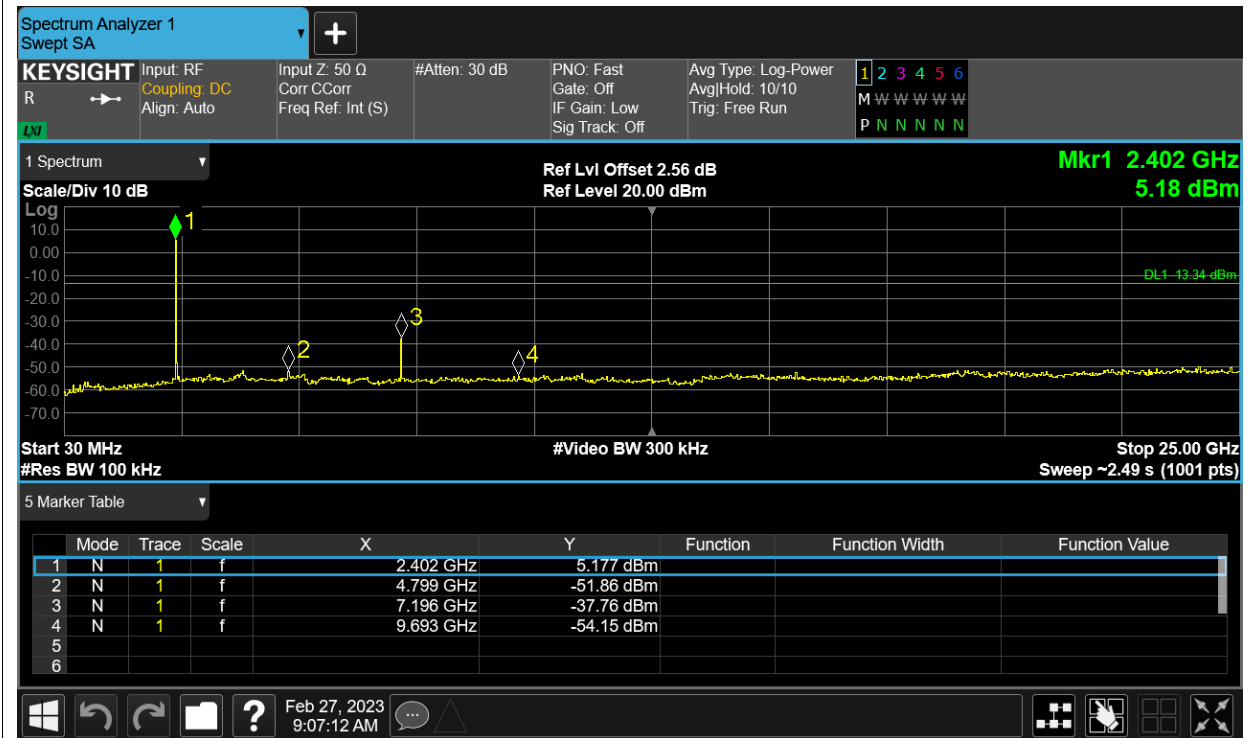 Spectrum Analyzer 1
Swept SA
KEYSIGHT
R
LXI
Input: RF
Coupling: DC
Align: Auto
Input Z: 50 Ω
Corr CCorr
Freq Ref: Int (S)
#Atten: 30 dB
PNO: Fast
Gate: Off
IF Gain: Low
Sig Track: Off
Avg Type: Log-Power
Avg|Hold: 10/10
Trig: Free Run
1 2 3 4 5 6
M W W W W W
P N N N N N
1 Spectrum
Scale/Div 10 dB
Ref Lvl Offset 2.56 dB
Ref Level 20.00 dBm
Mkr1 2.402 GHz
5.18 dBm
Log
10.0
0.00
-10.0
-20.0
-30.0
-40.0
-50.0
-60.0
-70.0
1
2
3
4
DL1 -13.34 dBm
Start 30 MHz
#Res BW 100 kHz
#Video BW 300 kHz
Stop 25.00 GHz
Sweep ~2.49 s (1001 pts)
5 Marker Table
Mode Trace Scale X Y Function Function Width Function Value
1 N 1 f 2.402 GHz 5.177 dBm
2 N 1 f 4.799 GHz -51.86 dBm
3 N 1 f 7.196 GHz -37.76 dBm
4 N 1 f 9.693 GHz -54.15 dBm
5
6
?
Feb 27, 2023
9:07:12 AM